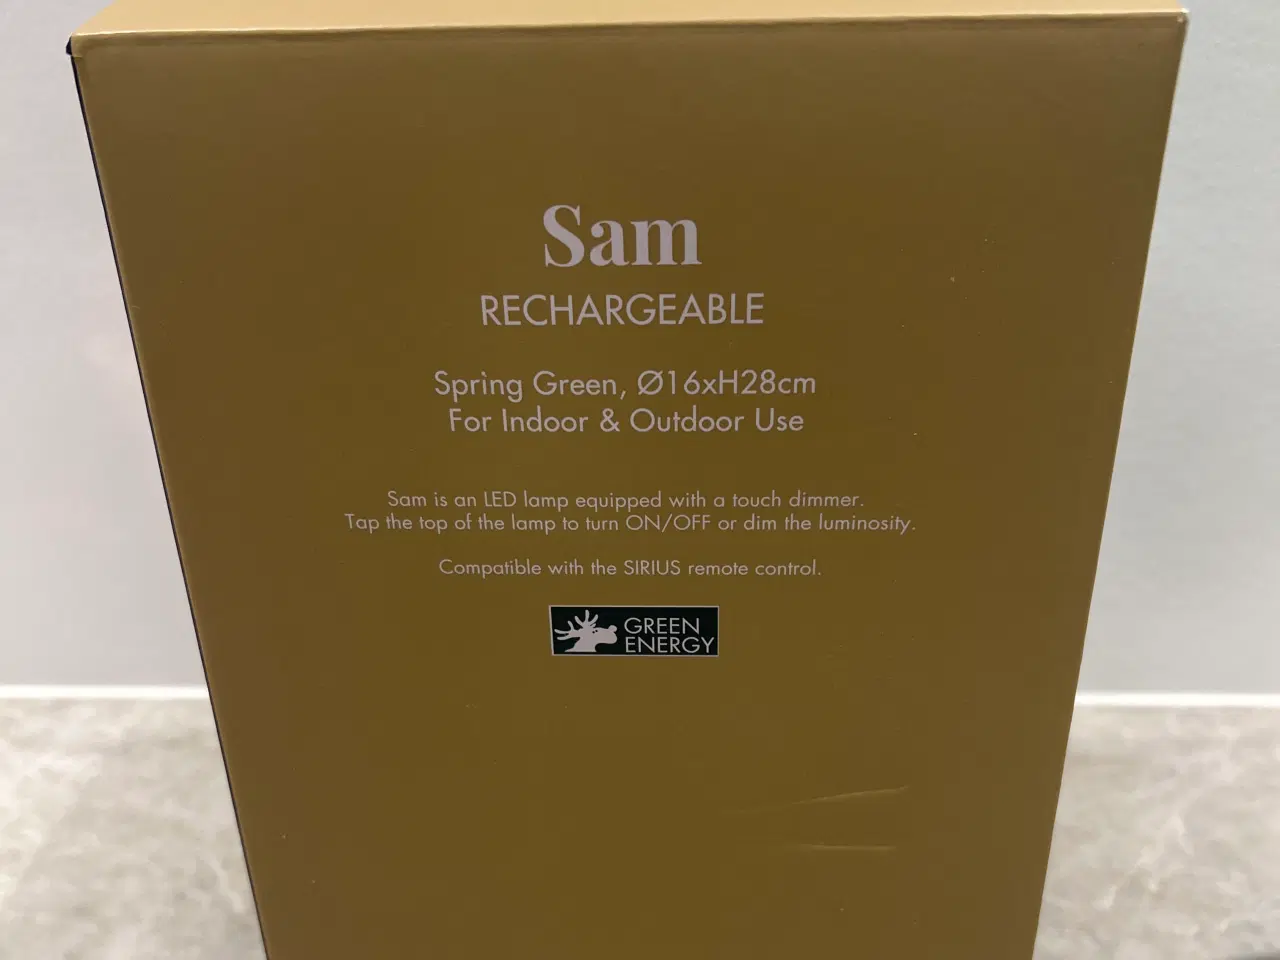 Sam
RECHARGEABLE
Spring Green, Ø16xH28cm
For Indoor & Outdoor Use
Sam is an LED lamp equipped with a touch dimmer.
Tap the top of the lamp to turn ON/OFF or dim the luminosity.
Compatible with the SIRIUS remote control.
GREEN
ENERGY